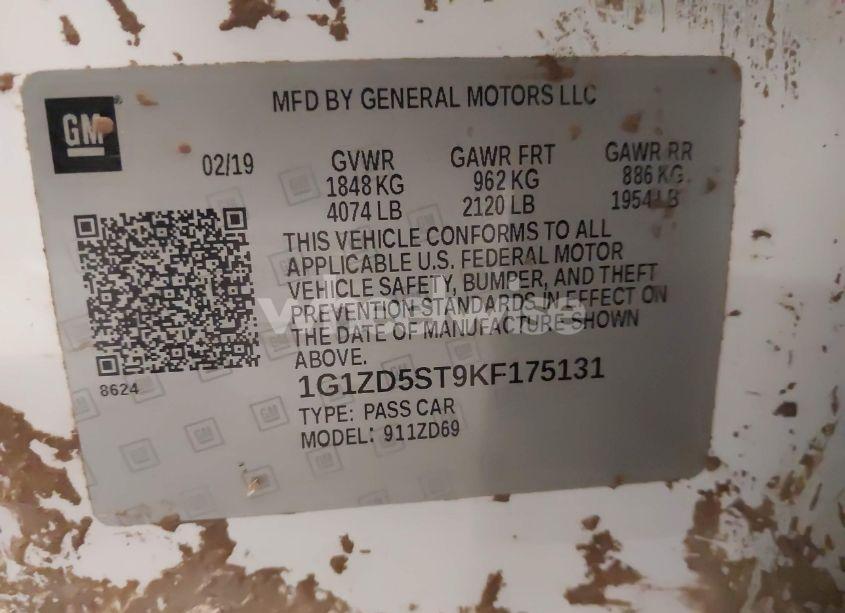 MFD BY GENERAL MOTORS LLC
GM
02/19
GVWR GAWR FRT GAWR RR
1848 KG 962 KG 886 KG
4074 LB 2120 LB 1954 LB
THIS VEHICLE CONFORMS TO ALL
APPLICABLE U.S. FEDERAL MOTOR
VEHICLE SAFETY, BUMPER, AND THEFT
PREVENTION STANDARDS IN EFFECT ON
THE DATE OF MANUFACTURE SHOWN
ABOVE.
8624
1G1ZD5ST9KF175131
TYPE: PASS CAR
MODEL: 911ZD69